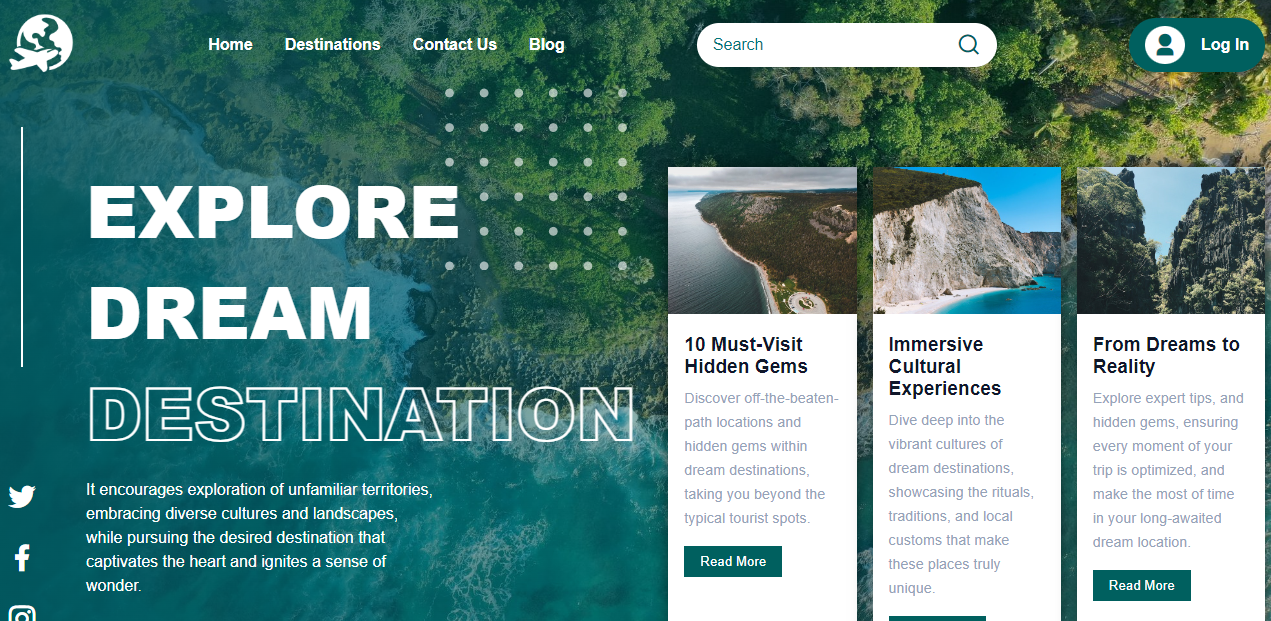 Home Destinations Contact Us Blog Search Log In
EXPLORE
DREAM
DESTINATION
It encourages exploration of unfamiliar territories,
embracing diverse cultures and landscapes,
while pursuing the desired destination that
captivates the heart and ignites a sense of
wonder.
10 Must-Visit
Hidden Gems
Discover off-the-beaten-
path locations and
hidden gems within
dream destinations,
taking you beyond the
typical tourist spots.
Read More
Immersive
Cultural
Experiences
Dive deep into the
vibrant cultures of
dream destinations,
showcasing the rituals,
traditions, and local
customs that make
these places truly
unique.
From Dreams to
Reality
Explore expert tips, and
hidden gems, ensuring
every moment of your
trip is optimized, and
make the most of time
in your long-awaited
dream location.
Read More